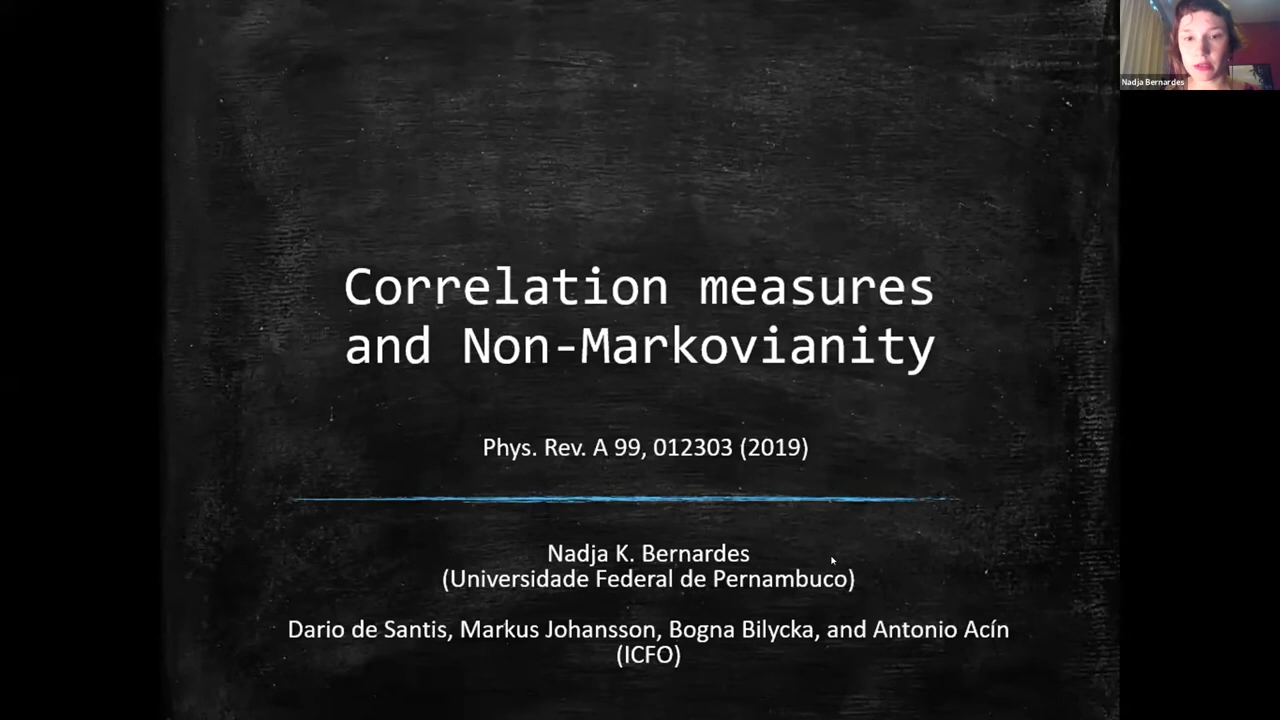 Correlation measures
and Non-Markovianity
Phys. Rev. A 99, 012303 (2019)
Nadja K. Bernardes
(Universidade Federal de Pernambuco)
Dario de Santis, Markus Johansson, Bogna Bilycka, and Antonio Acín
(ICFO)
Nadja Bernardes